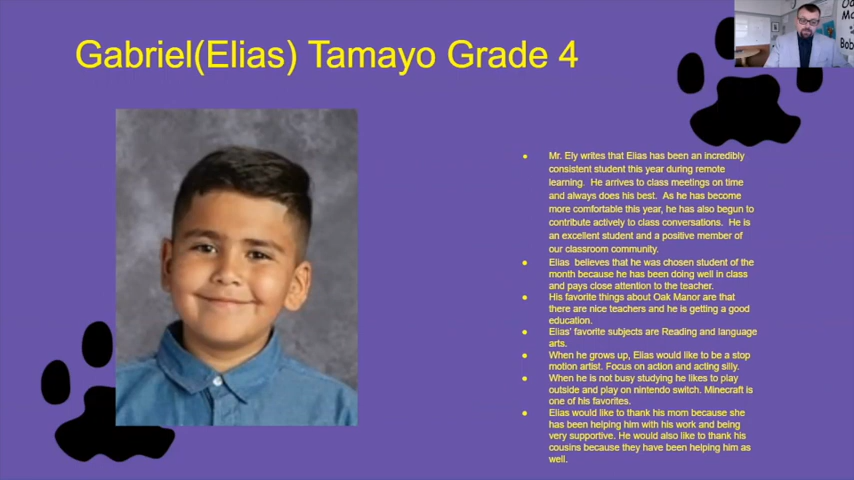 Gabriel(Elias) Tamayo Grade 4
Oa
Ma
Bob
Mr. Ely writes that Elias has been an incredibly
consistent student this year during remote
learning. He arrives to class meetings on time
and always does his best. As he has become
more comfortable this year, he has also begun to
contribute actively to class conversations. He is
an excellent student and a positive member of
our classroom community.
Elias believes that he was chosen student of the
month because he has been doing well in class
and pays close attention to the teacher.
His favorite things about Oak Manor are that
there are nice teachers and he is getting a good
education.
Elias' favorite subjects are Reading and language
arts.
When he grows up, Elias would like to be a stop
motion artist. Focus on action and acting silly.
When he is not busy studying he likes to play
outside and play on nintendo switch. Minecraft is
one of his favorites.
Elias would like to thank his mom because she
has been helping him with his work and being
very supportive. He would also like to thank his
cousins because they have been helping him as
well.